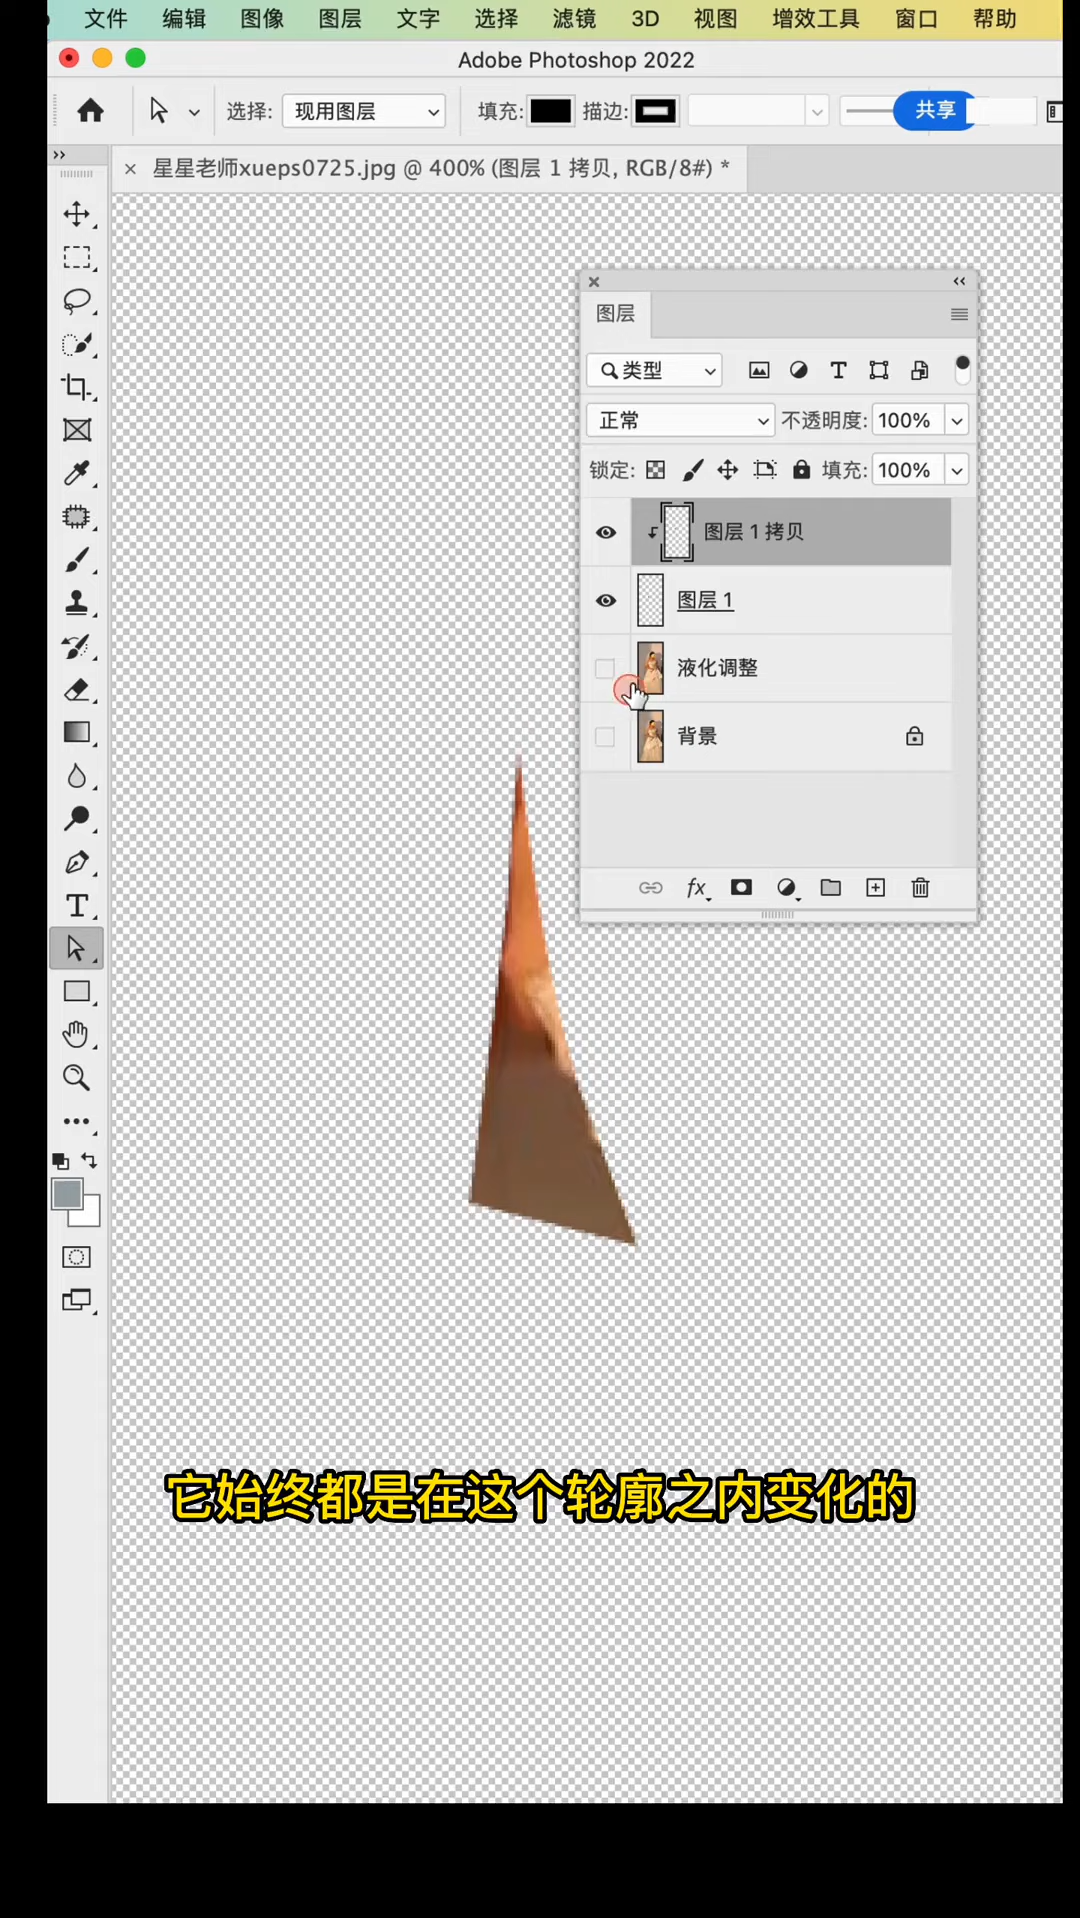 文件 编辑 图像 图层 文字 选择 滤镜 3D 视图 增效工具 窗口 帮助
Adobe Photoshop 2022
选择: 现用图层 填充: 描边: 共享
× 星星老师xueps0725.jpg @ 400% (图层 1 拷贝, RGB/8#) *
图层
类型
正常 不透明度: 100%
锁定: 填充: 100%
图层 1 拷贝
图层 1
液化调整
背景
fx
它始终都是在这个轮廓之内变化的